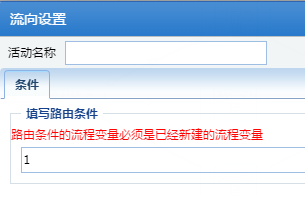 流向设置
活动名称
条件
填写路由条件
路由条件的流程变量必须是已经新建的流程变量
1